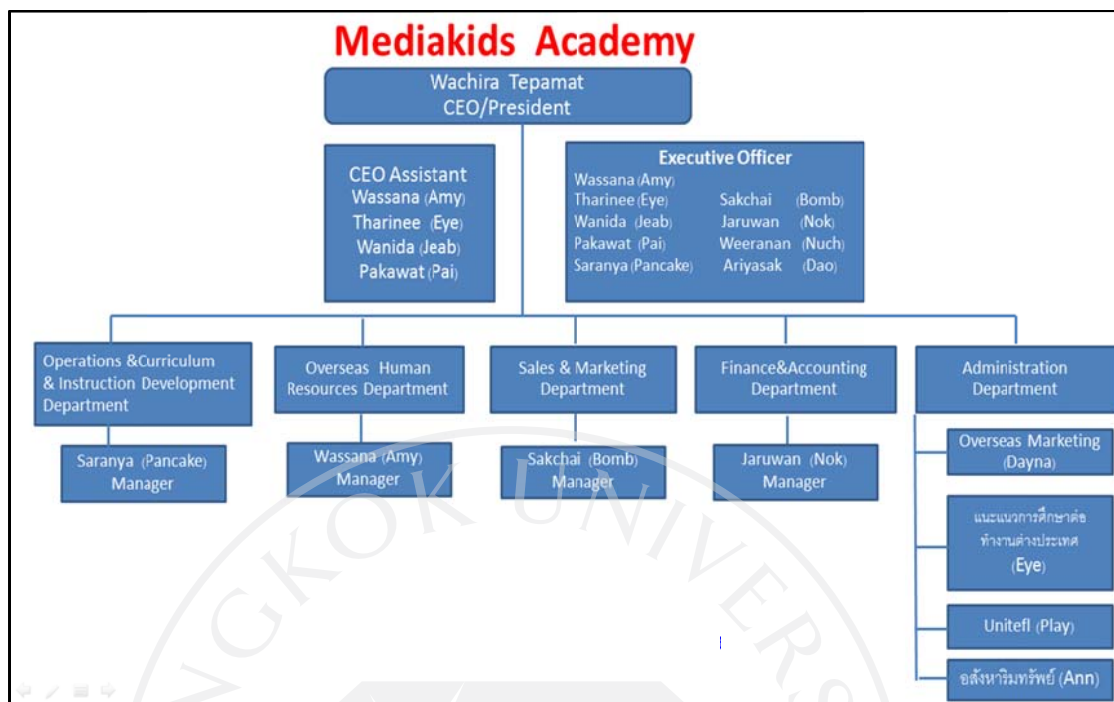 Mediakids Academy
Wachira Tepamat
CEO/President
CEO Assistant
Wassana (Amy)
Tharinee (Eye)
Wanida (Jeab)
Pakawat (Pai)
Executive Officer
Wassana (Amy)
Tharinee (Eye) Sakchai (Bomb)
Wanida (Jeab) Jaruwan (Nok)
Pakawat (Pai) Weeranan (Nuch)
Saranya (Pancake) Ariyasak (Dao)
Operations &Curriculum
& Instruction Development
Department
Saranya (Pancake)
Manager
Overseas Human
Resources Department
Wassana (Amy)
Manager
Sales & Marketing
Department
Sakchai (Bomb)
Manager
Finance&Accounting
Department
Jaruwan (Nok)
Manager
Administration
Department
Overseas Marketing
(Dayna)
แนะแนวการศึกษาต่อ
ทำงานต่างประเทศ
(Eye)
Unitefl (Play)
อสังหาริมทรัพย์ (Ann)
NGKOK UNIVERS